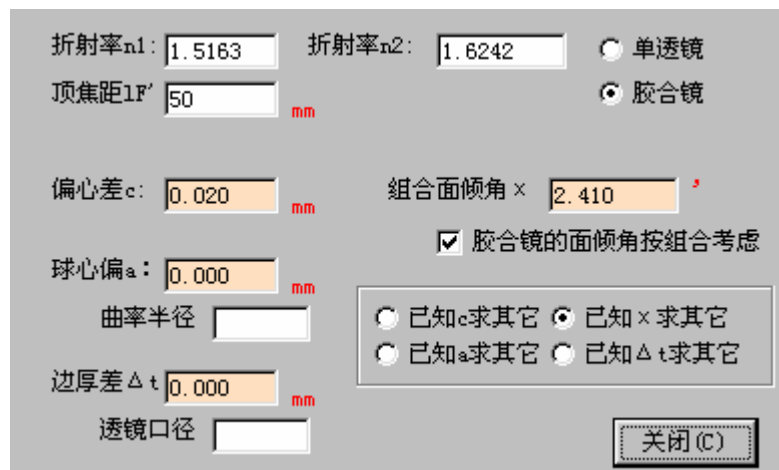 折射率n1: 1.5163 折射率n2: 1.6242 单透镜
顶焦距lF′ 50 mm 胶合镜
偏心差c: 0.020 mm 组合面倾角χ 2.410 ′
胶合镜的面倾角按组合考虑
球心偏a: 0.000 mm
曲率半径 已知c求其它 已知χ求其它
已知a求其它 已知Δt求其它
边厚差Δt 0.000 mm
透镜口径 关闭(C)